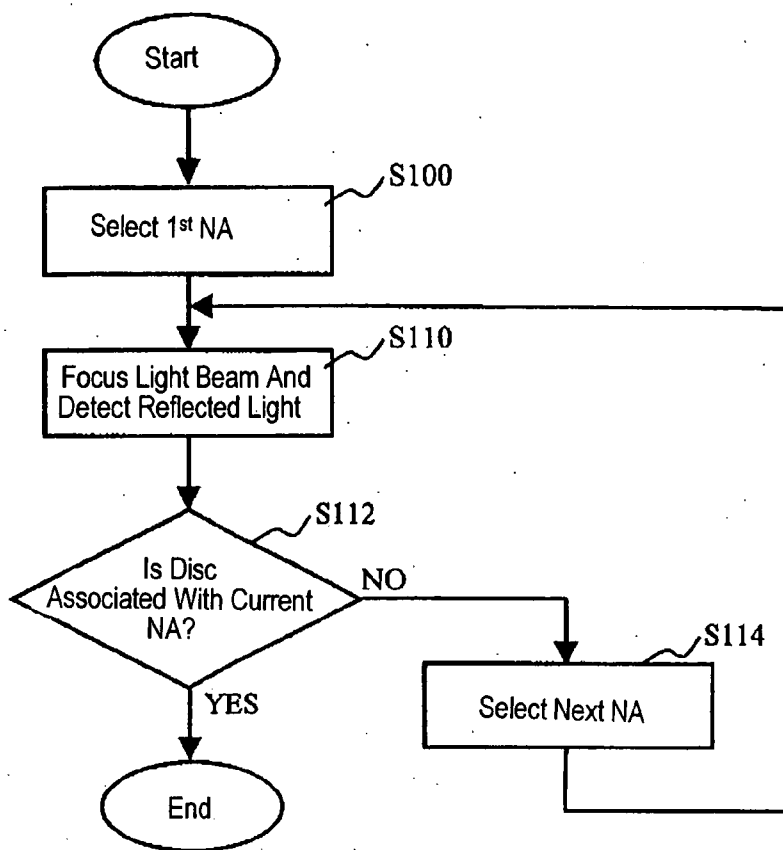 Start
S100
Select 1st NA
S110
Focus Light Beam And
Detect Reflected Light
S112
Is Disc
Associated With Current
NA?
NO
S114
Select Next NA
YES
End